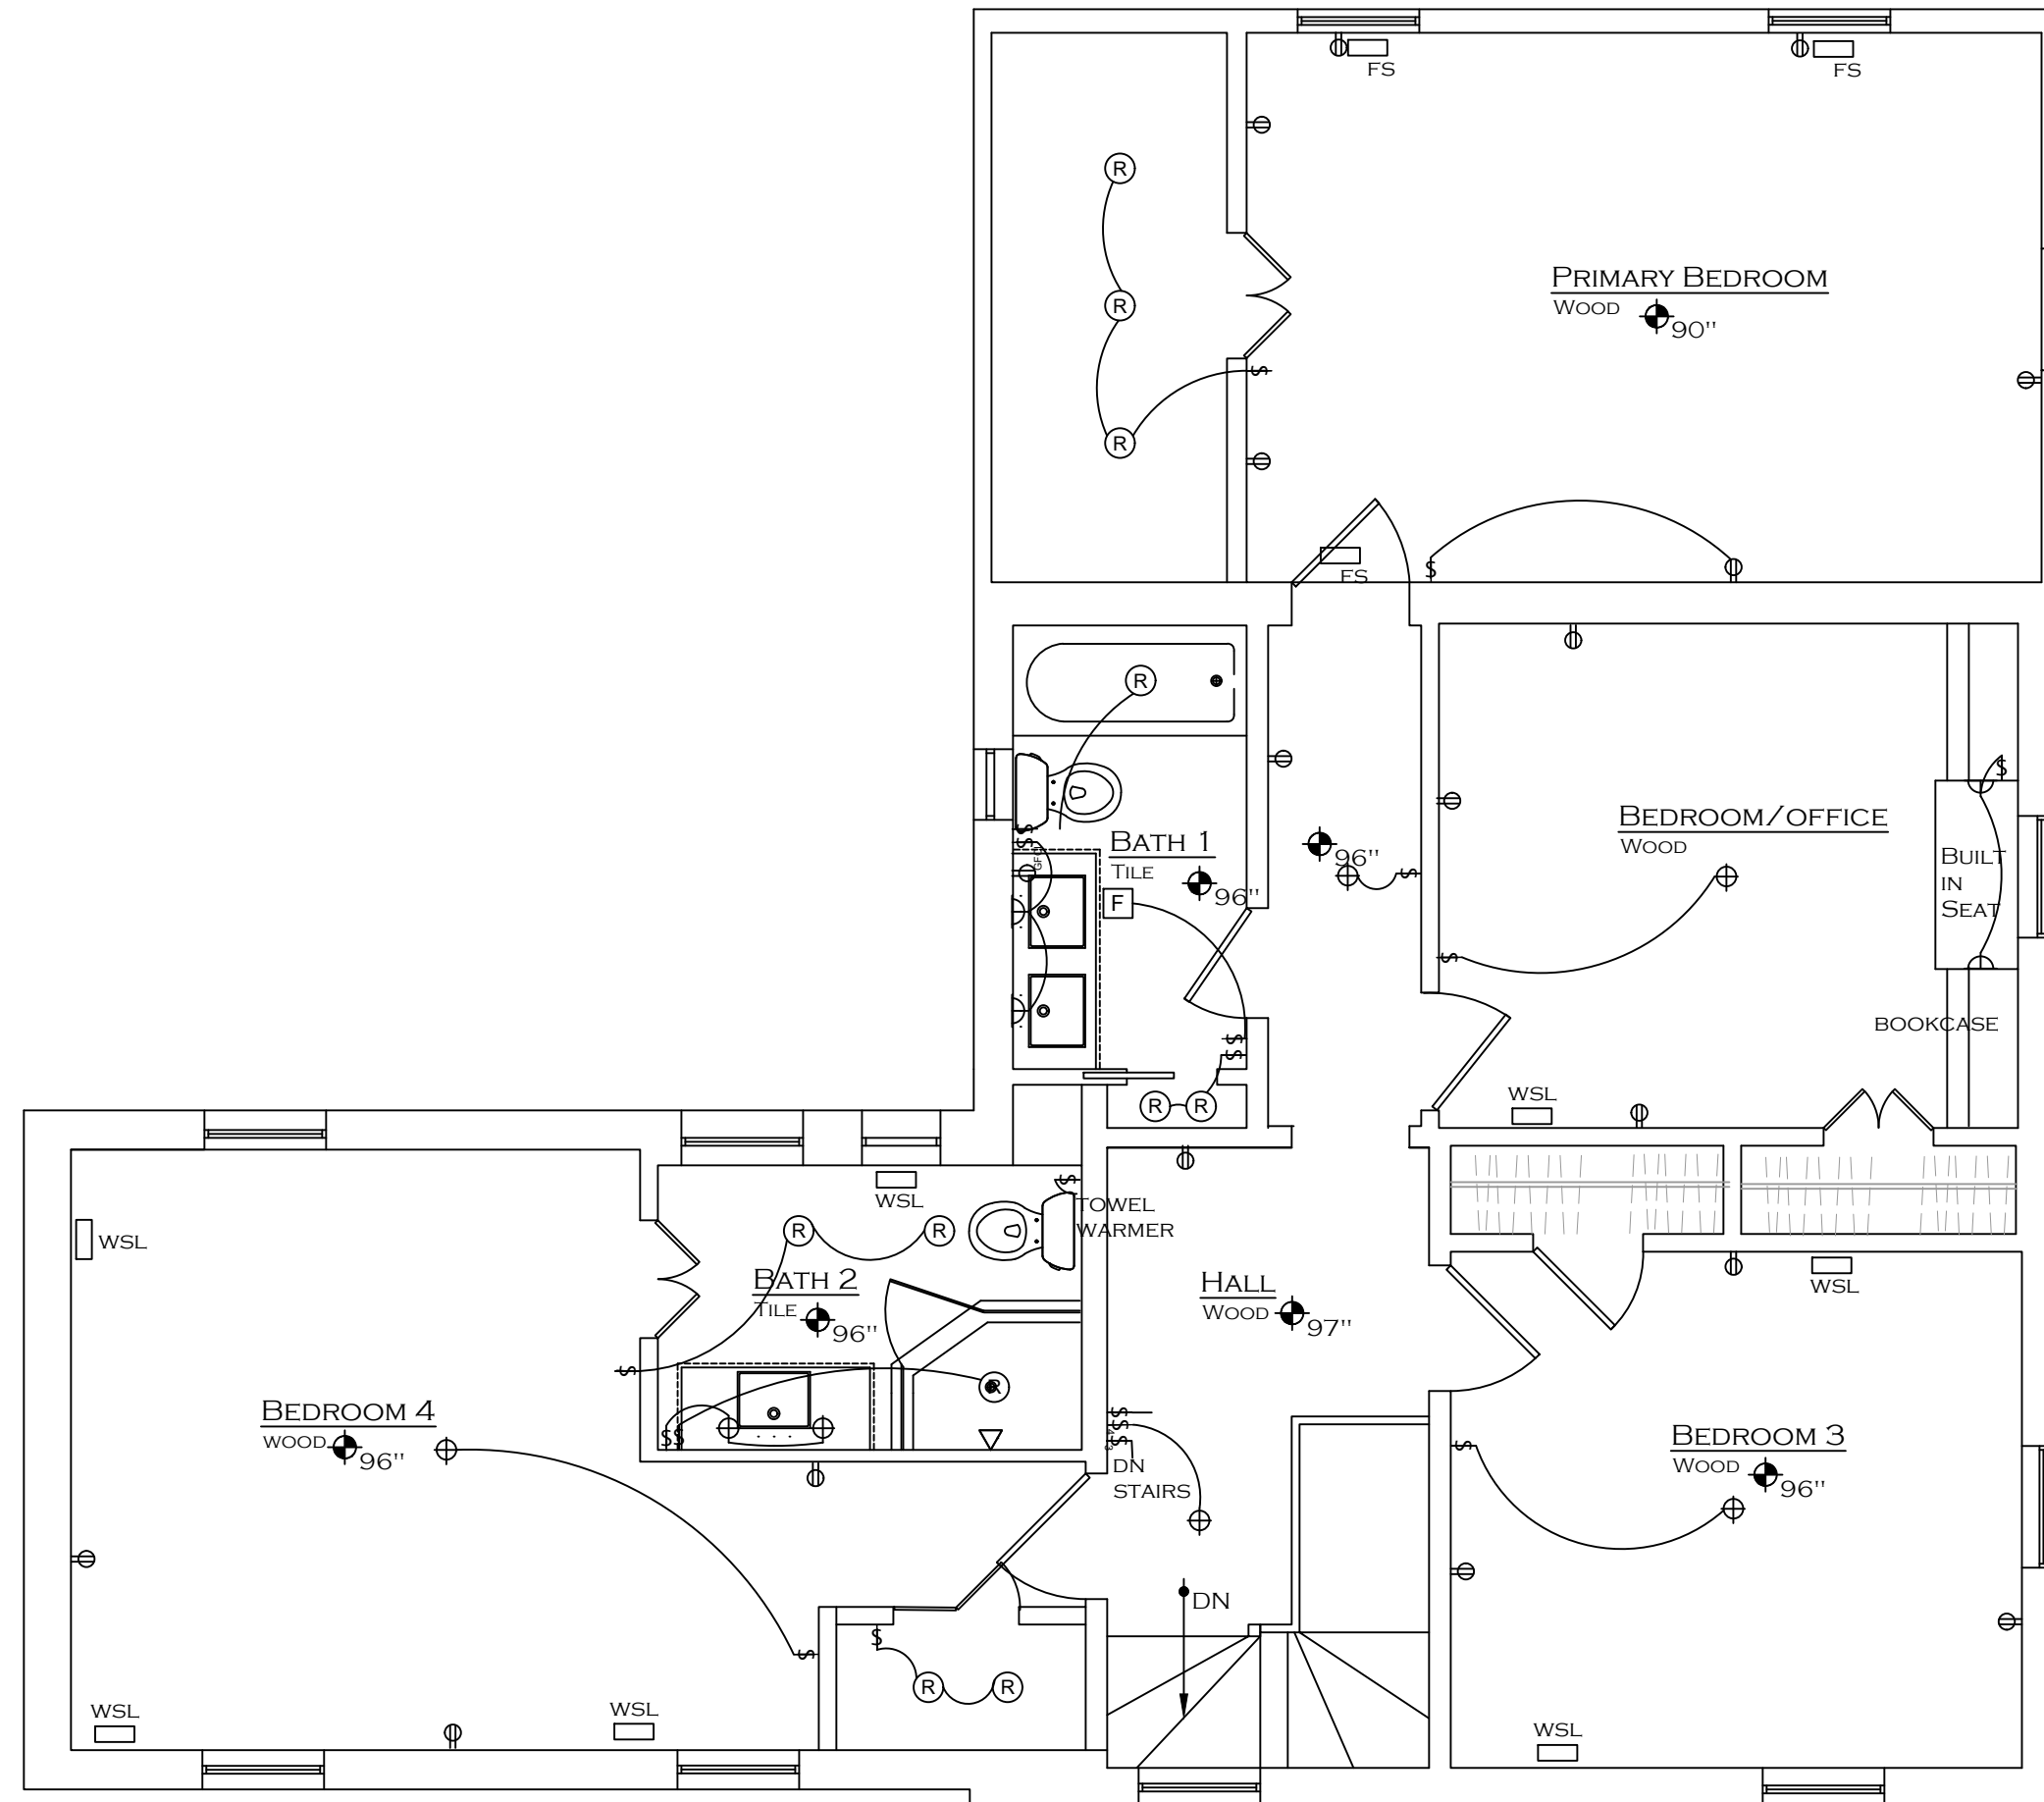 FS
FS
R
R
R
PRIMARY BEDROOM
WOOD
90"
S
FS
S
R
S
S
GFCI
BATH 1
TILE
96"
F
96"
S
BEDROOM/OFFICE
WOOD
S
S
BUILT
IN
SEAT
BOOKCASE
S
S
R
R
WSL
WSL
WSL
S
TOWEL
WARMER
R
R
BATH 2
TILE
96"
HALL
WOOD
97"
WSL
S
R
SS
BEDROOM 4
WOOD
96"
S
S
S
DN
STAIRS
S
BEDROOM 3
WOOD
96"
DN
S
S
R
R
WSL
WSL
WSL